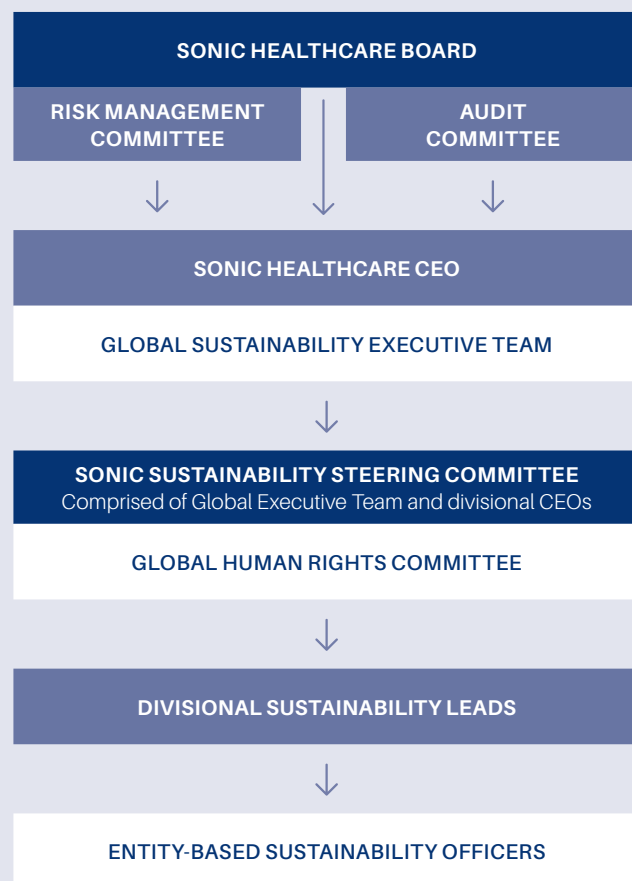 SONIC HEALTHCARE BOARD
RISK MANAGEMENT
COMMITTEE
AUDIT
COMMITTEE
SONIC HEALTHCARE CEO
GLOBAL SUSTAINABILITY EXECUTIVE TEAM
SONIC SUSTAINABILITY STEERING COMMITTEE
Comprised of Global Executive Team and divisional CEOs
GLOBAL HUMAN RIGHTS COMMITTEE
DIVISIONAL SUSTAINABILITY LEADS
ENTITY-BASED SUSTAINABILITY OFFICERS